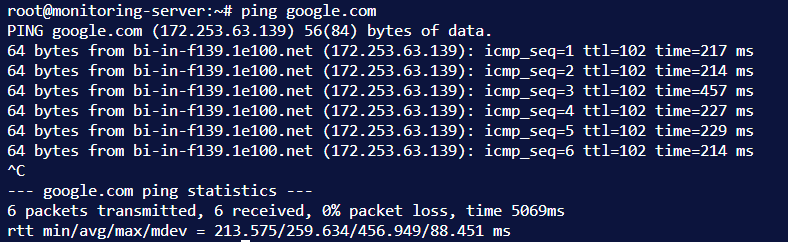 root@monitoring-server:~# ping google.com
PING google.com (172.253.63.139) 56(84) bytes of data.
64 bytes from bi-in-f139.1e100.net (172.253.63.139): icmp_seq=1 ttl=102 time=217 ms
64 bytes from bi-in-f139.1e100.net (172.253.63.139): icmp_seq=2 ttl=102 time=214 ms
64 bytes from bi-in-f139.1e100.net (172.253.63.139): icmp_seq=3 ttl=102 time=457 ms
64 bytes from bi-in-f139.1e100.net (172.253.63.139): icmp_seq=4 ttl=102 time=227 ms
64 bytes from bi-in-f139.1e100.net (172.253.63.139): icmp_seq=5 ttl=102 time=229 ms
64 bytes from bi-in-f139.1e100.net (172.253.63.139): icmp_seq=6 ttl=102 time=214 ms
^C
--- google.com ping statistics ---
6 packets transmitted, 6 received, 0% packet loss, time 5069ms
rtt min/avg/max/mdev = 213.575/259.634/456.949/88.451 ms